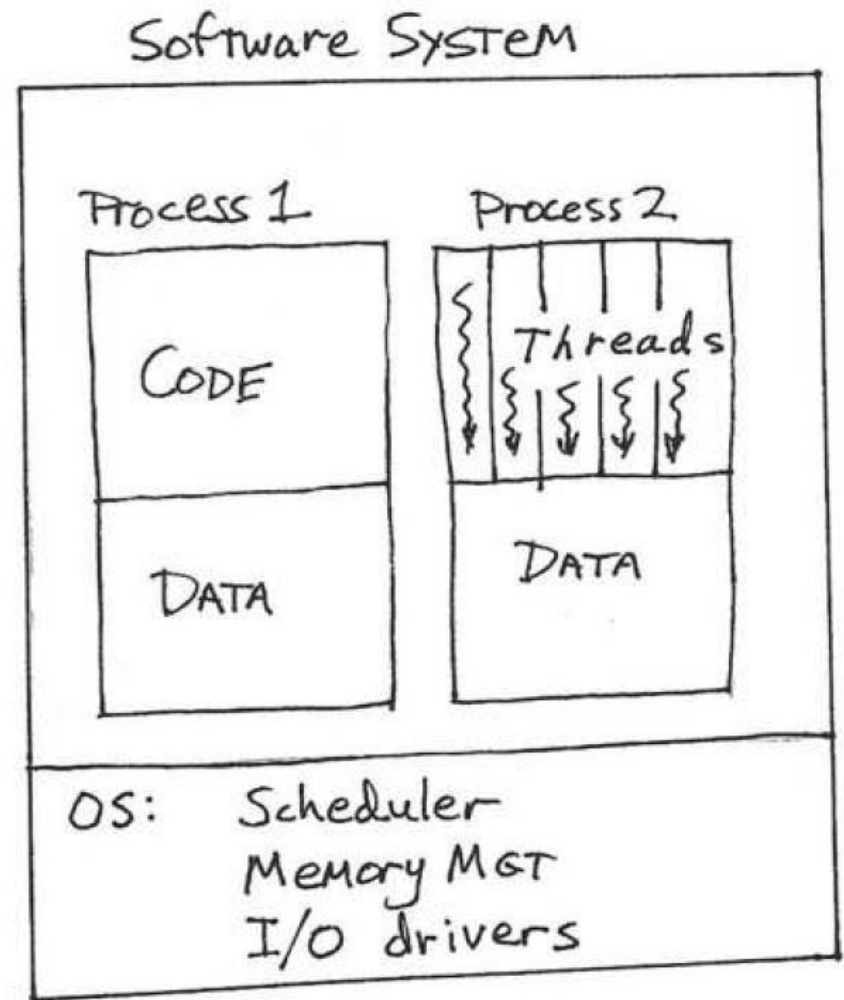 Software System
Process 1
Process 2
CODE
Threads
DATA
DATA
OS: Scheduler
Memory MGT
I/O drivers